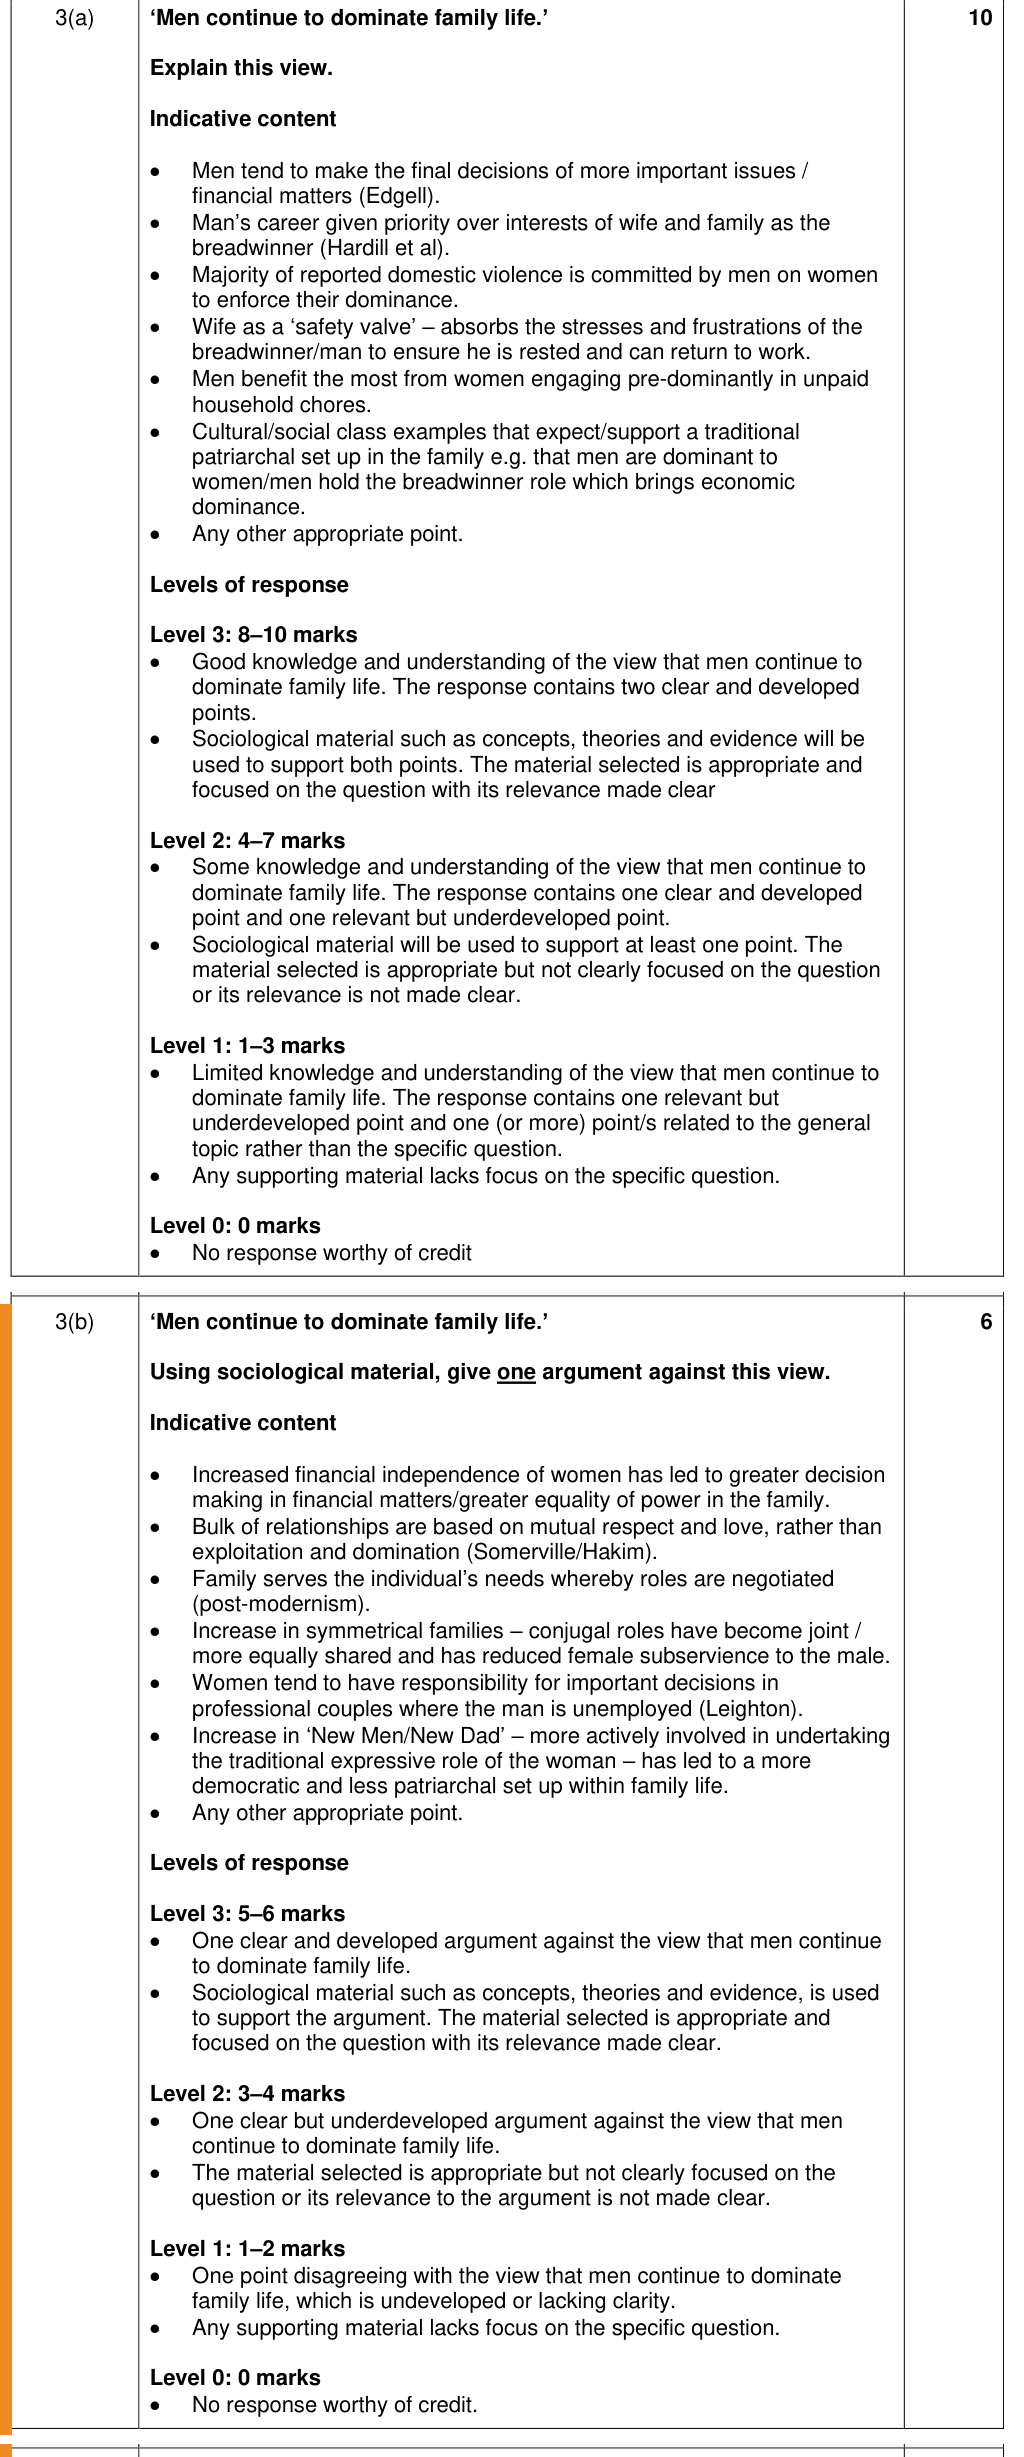 3(a)
‘Men continue to dominate family life.’
10
Explain this view.
Indicative content
• Men tend to make the final decisions of more important issues /
financial matters (Edgell).
• Man’s career given priority over interests of wife and family as the
breadwinner (Hardill et al).
• Majority of reported domestic violence is committed by men on women
to enforce their dominance.
• Wife as a ‘safety valve’ – absorbs the stresses and frustrations of the
breadwinner/man to ensure he is rested and can return to work.
• Men benefit the most from women engaging pre-dominantly in unpaid
household chores.
• Cultural/social class examples that expect/support a traditional
patriarchal set up in the family e.g. that men are dominant to
women/men hold the breadwinner role which brings economic
dominance.
• Any other appropriate point.
Levels of response
Level 3: 8–10 marks
• Good knowledge and understanding of the view that men continue to
dominate family life. The response contains two clear and developed
points.
• Sociological material such as concepts, theories and evidence will be
used to support both points. The material selected is appropriate and
focused on the question with its relevance made clear
Level 2: 4–7 marks
• Some knowledge and understanding of the view that men continue to
dominate family life. The response contains one clear and developed
point and one relevant but underdeveloped point.
• Sociological material will be used to support at least one point. The
material selected is appropriate but not clearly focused on the question
or its relevance is not made clear.
Level 1: 1–3 marks
• Limited knowledge and understanding of the view that men continue to
dominate family life. The response contains one relevant but
underdeveloped point and one (or more) point/s related to the general
topic rather than the specific question.
• Any supporting material lacks focus on the specific question.
Level 0: 0 marks
• No response worthy of credit
3(b)
‘Men continue to dominate family life.’
6
Using sociological material, give one argument against this view.
Indicative content
• Increased financial independence of women has led to greater decision
making in financial matters/greater equality of power in the family.
• Bulk of relationships are based on mutual respect and love, rather than
exploitation and domination (Somerville/Hakim).
• Family serves the individual’s needs whereby roles are negotiated
(post-modernism).
• Increase in symmetrical families – conjugal roles have become joint /
more equally shared and has reduced female subservience to the male.
• Women tend to have responsibility for important decisions in
professional couples where the man is unemployed (Leighton).
• Increase in ‘New Men/New Dad’ – more actively involved in undertaking
the traditional expressive role of the woman – has led to a more
democratic and less patriarchal set up within family life.
• Any other appropriate point.
Levels of response
Level 3: 5–6 marks
• One clear and developed argument against the view that men continue
to dominate family life.
• Sociological material such as concepts, theories and evidence, is used
to support the argument. The material selected is appropriate and
focused on the question with its relevance made clear.
Level 2: 3–4 marks
• One clear but underdeveloped argument against the view that men
continue to dominate family life.
• The material selected is appropriate but not clearly focused on the
question or its relevance to the argument is not made clear.
Level 1: 1–2 marks
• One point disagreeing with the view that men continue to dominate
family life, which is undeveloped or lacking clarity.
• Any supporting material lacks focus on the specific question.
Level 0: 0 marks
• No response worthy of credit.